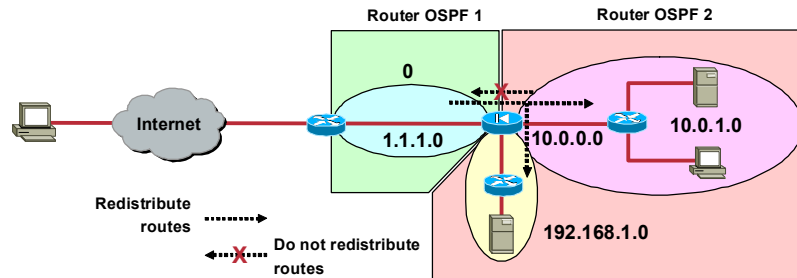 Router OSPF 1
Router OSPF 2
0
Internet
1.1.1.0
10.0.0.0
10.0.1.0
192.168.1.0
Redistribute
routes
X
X
Do not redistribute
routes